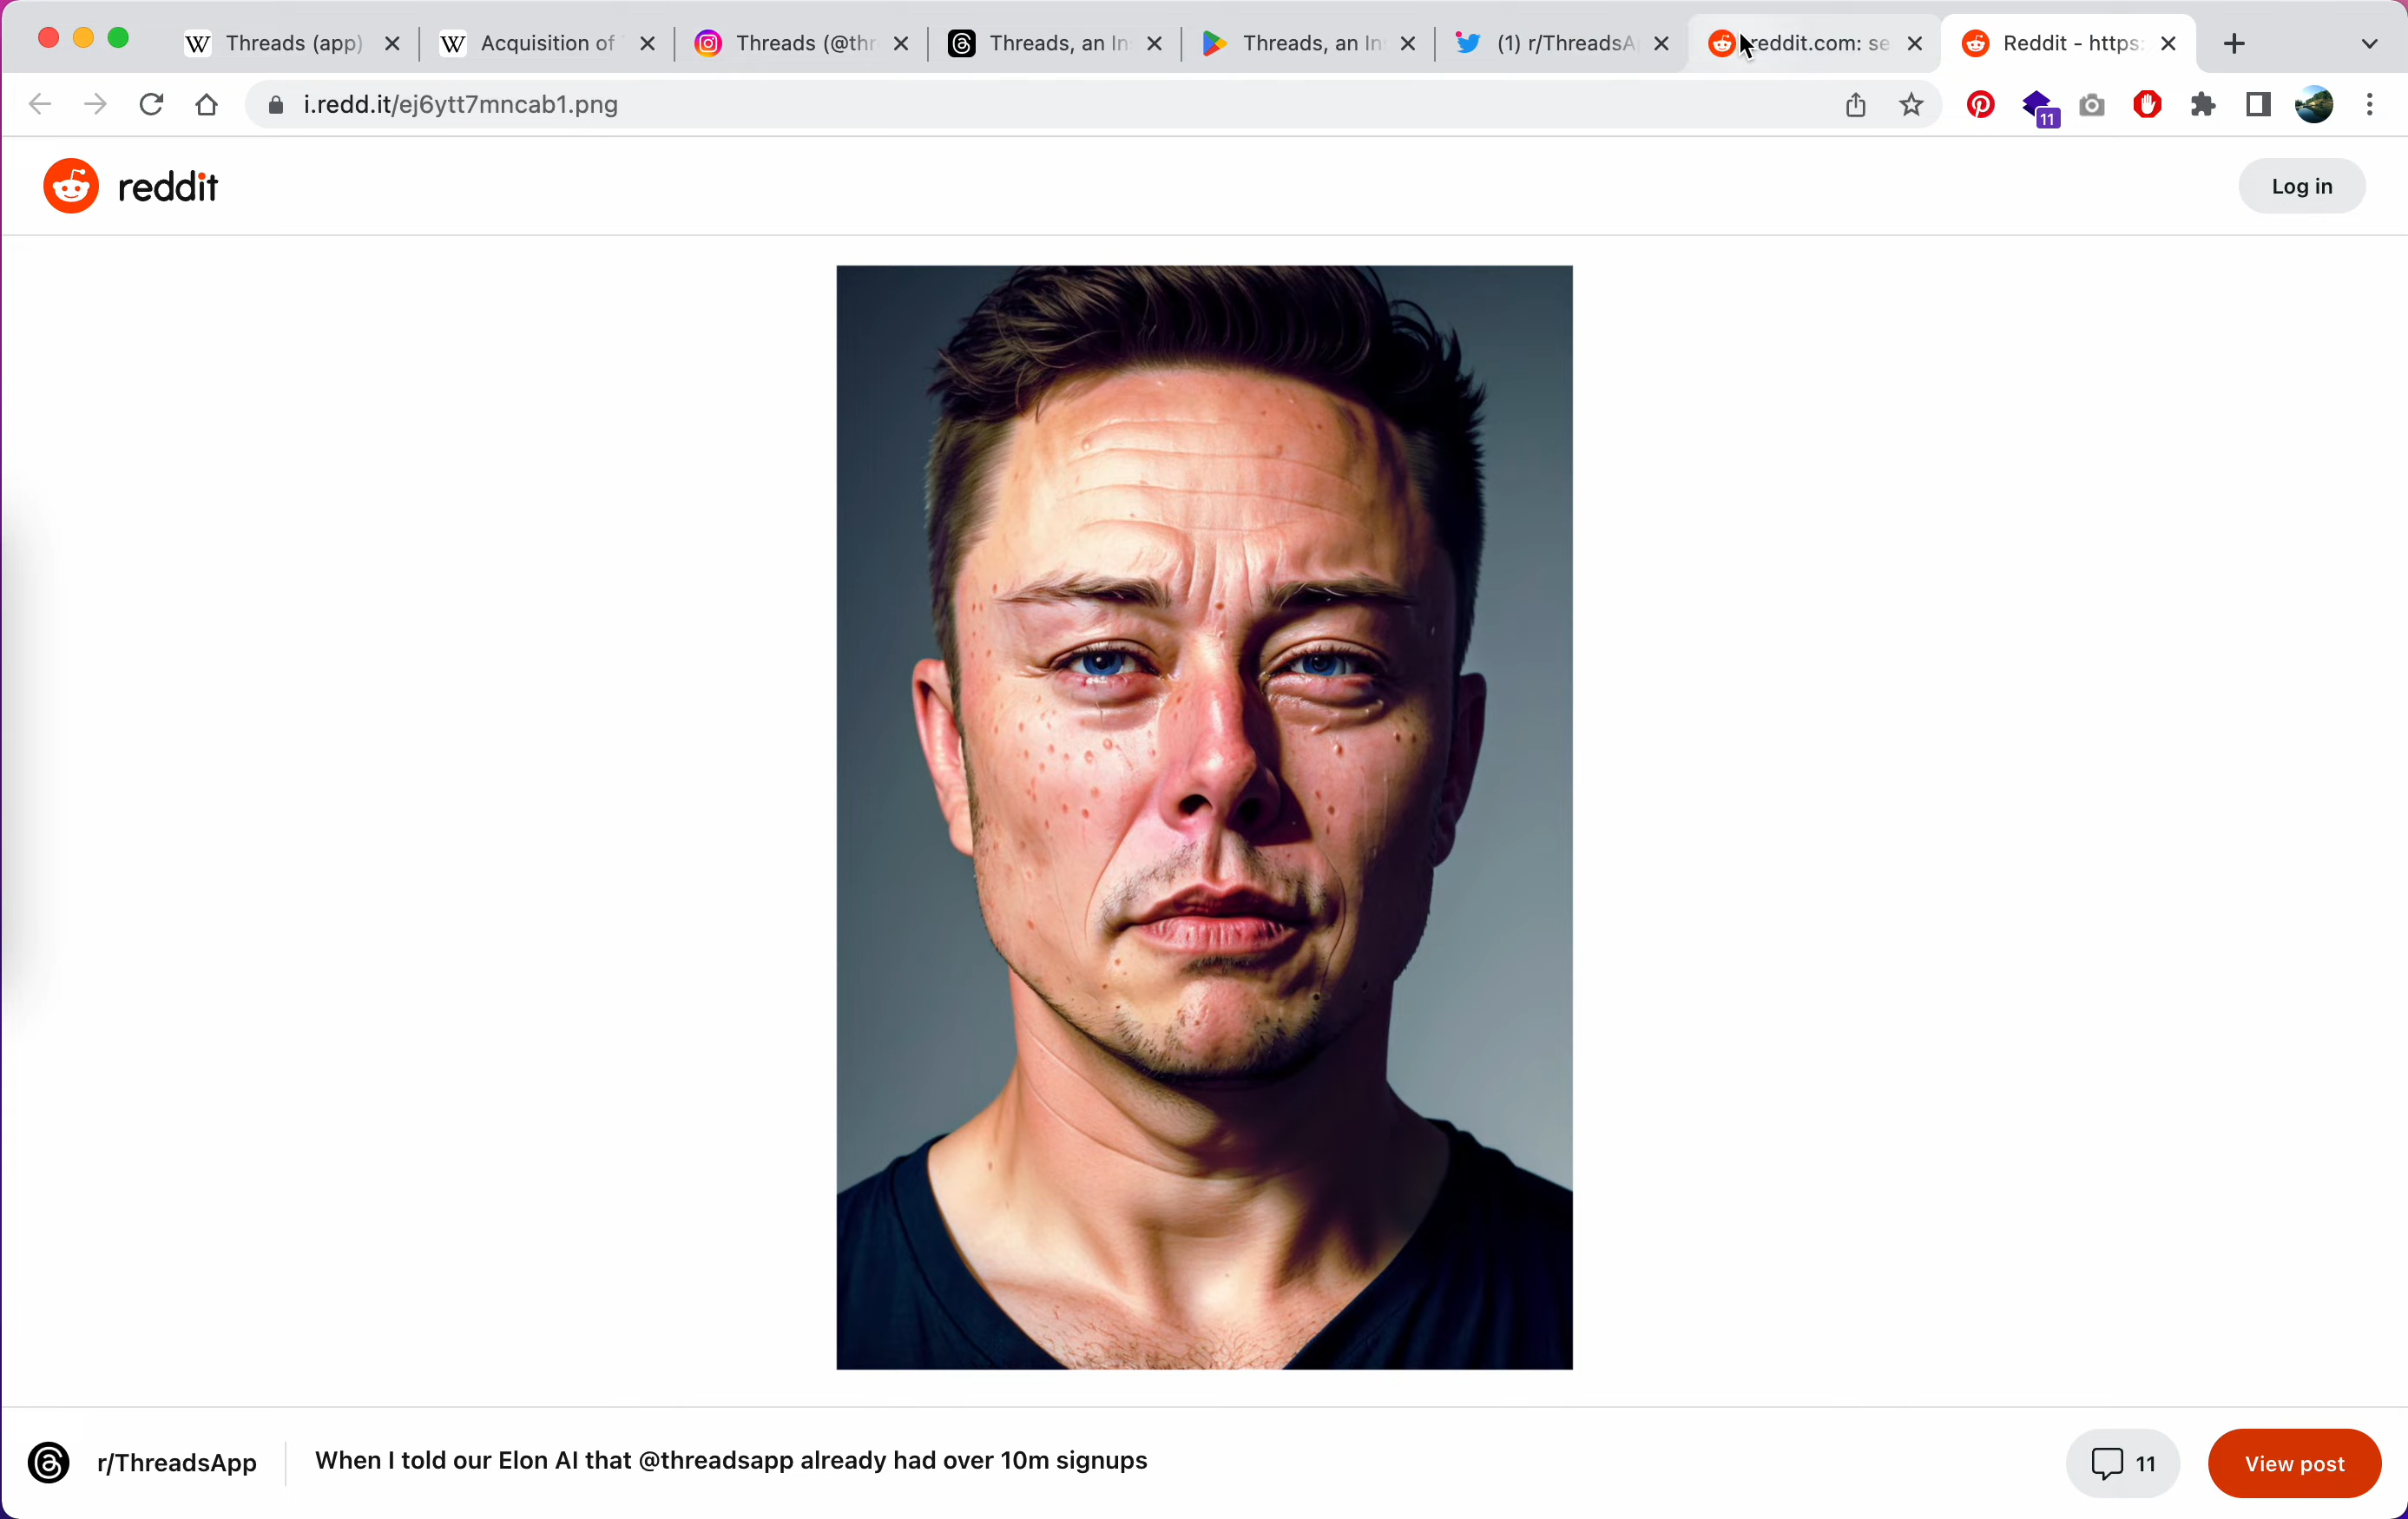 Threads (app)
Acquisition of
Threads (@thr
Threads, an In
Threads, an In
(1) r/ThreadsA
reddit.com: se
Reddit - https:
i.redd.it/ej6ytt7mncab1.png
11
reddit
Log in
r/ThreadsApp
When I told our Elon AI that @threadsapp already had over 10m signups
11
View post